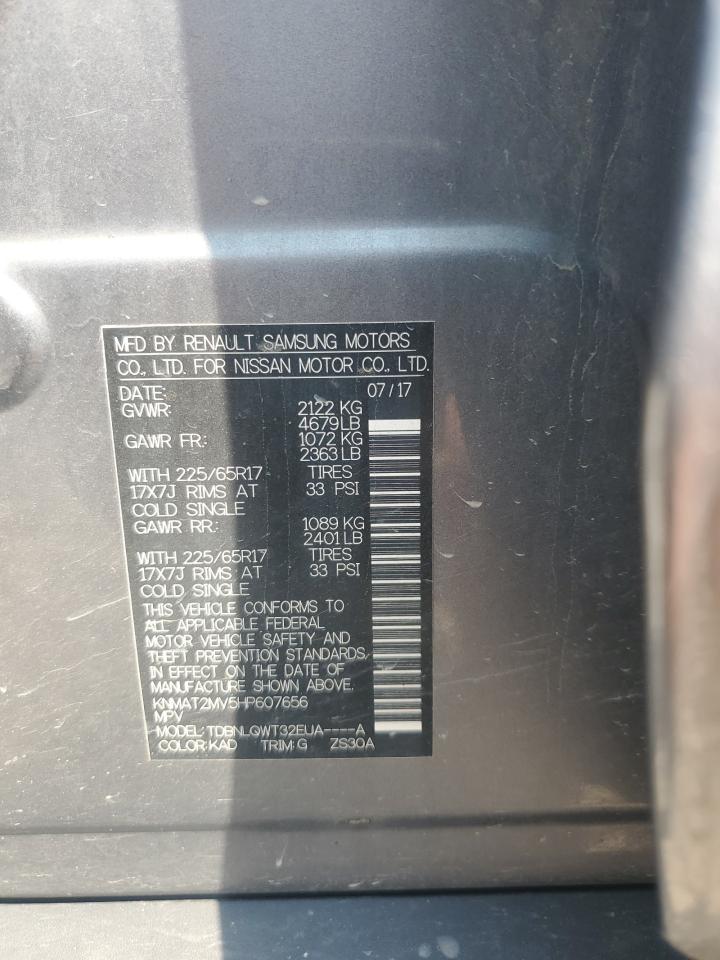 MFD BY RENAULT SAMSUNG MOTORS
CO., LTD. FOR NISSAN MOTOR CO., LTD.
DATE: 07/17
GVWR: 2122 KG
4679LB
GAWR FR.: 1072 KG
2363 LB
WITH 225/65R17 TIRES
17X7J RIMS AT 33 PSI
COLD SINGLE
GAWR RR.: 1089 KG
2401LB
WITH 225/65R17 TIRES
17X7J RIMS AT 33 PSI
COLD SINGLE
THIS VEHICLE CONFORMS TO
ALL APPLICABLE FEDERAL
MOTOR VEHICLE SAFETY AND
THEFT PREVENTION STANDARDS
IN EFFECT ON THE DATE OF
MANUFACTURE SHOWN ABOVE.
KNMAT2MV5HP607656
MPV
MODEL: TDBNLQWT32EUA----A
COLOR: KAD TRIM: G ZS30A